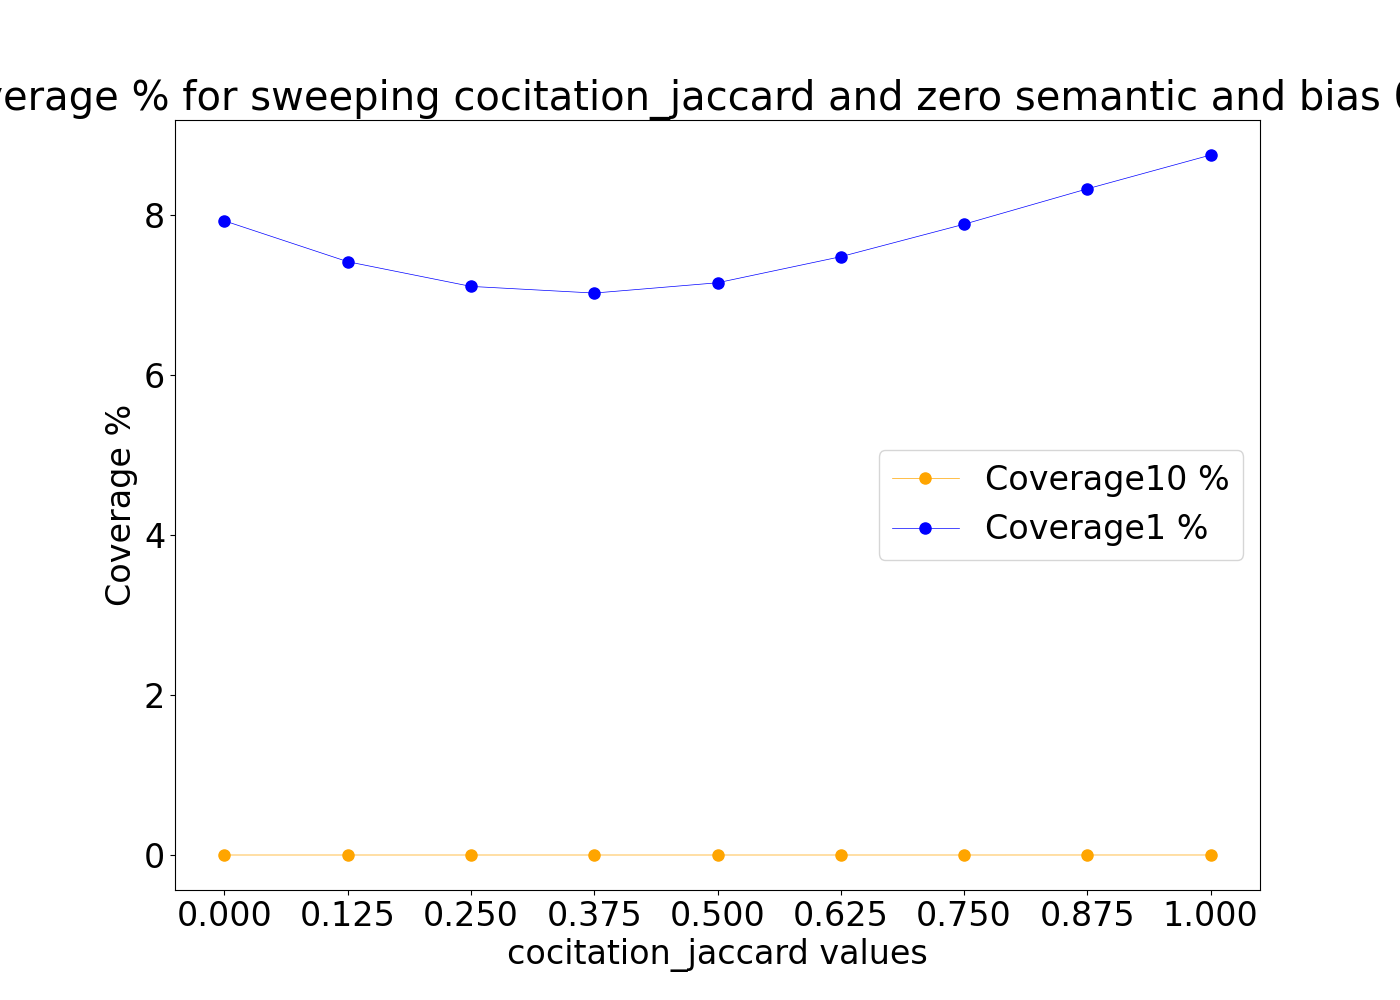 verage % for sweeping cocitation_jaccard and zero semantic and bias
8
6
4
2
0
Coverage %
Coverage10 %
Coverage1 %
0.000 0.125 0.250 0.375 0.500 0.625 0.750 0.875 1.000
cocitation_jaccard values